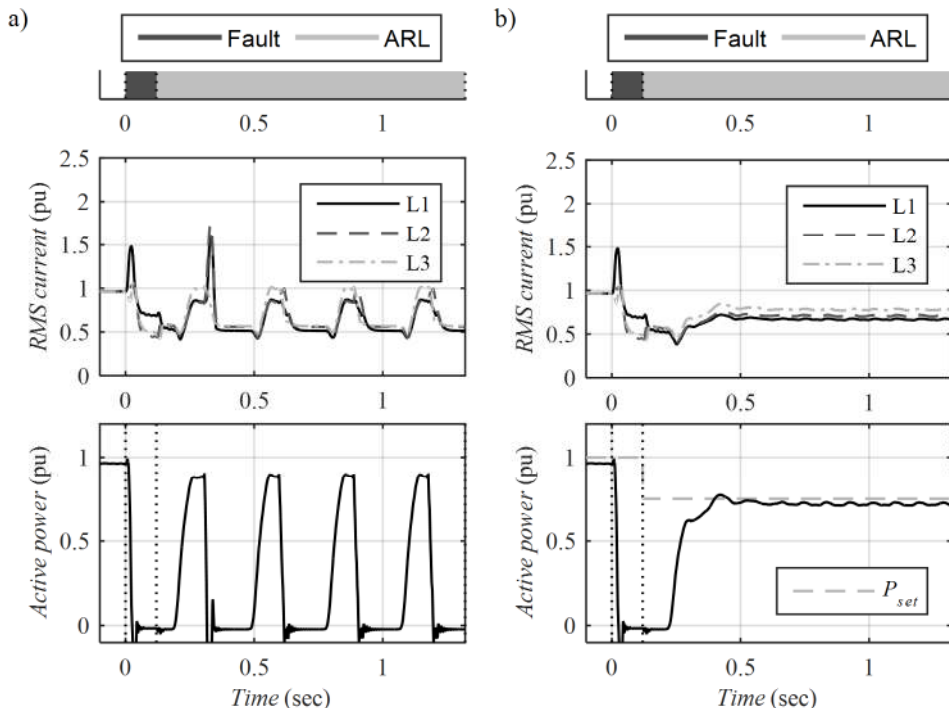 a)
Fault ARL
0 0.5 1
RMS current (pu)
2.5
2
1.5
1
0.5
0
L1
L2
L3
0 0.5 1
Active power (pu)
1
0.5
0
0 0.5 1
Time (sec)
b)
Fault ARL
0 0.5 1
RMS current (pu)
2.5
2
1.5
1
0.5
0
L1
L2
L3
0 0.5 1
Active power (pu)
1
0.5
0
P_set
0 0.5 1
Time (sec)